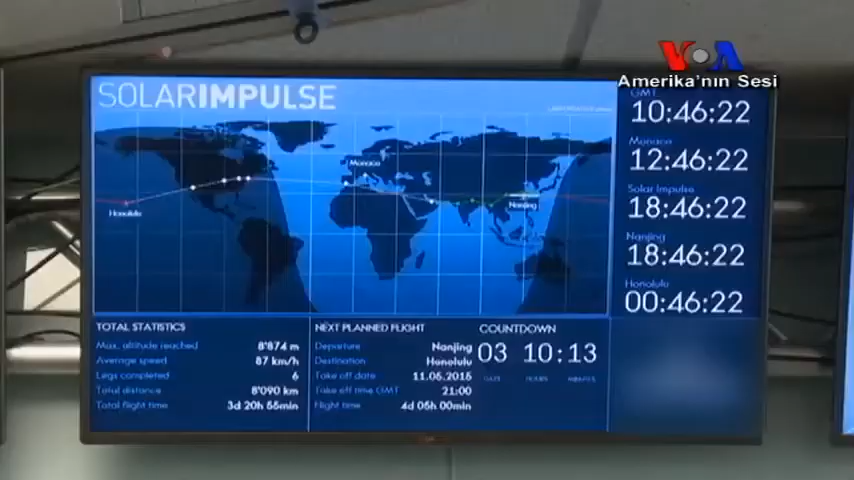 VOA
Amerika'nın Sesi
SOLARIMPULSE
GMT
10:46:22
Monaco
12:46:22
Solar Impulse
18:46:22
Nanjing
18:46:22
Honolulu
00:46:22
Monaco
Honolulu
Nanjing
TOTAL STATISTICS
Max. altitude reached 8'874 m
Average speed 87 km/h
Legs completed 6
Total distance 8'090 km
Total flight time 3d 20h 55min
NEXT PLANNED FLIGHT
Departure Nanjing
Destination Honolulu
Take off date 11.05.2015
Take off time GMT 21:00
Flight time 4d 05h 00min
COUNTDOWN
03 10:13
HOURS MINUTES